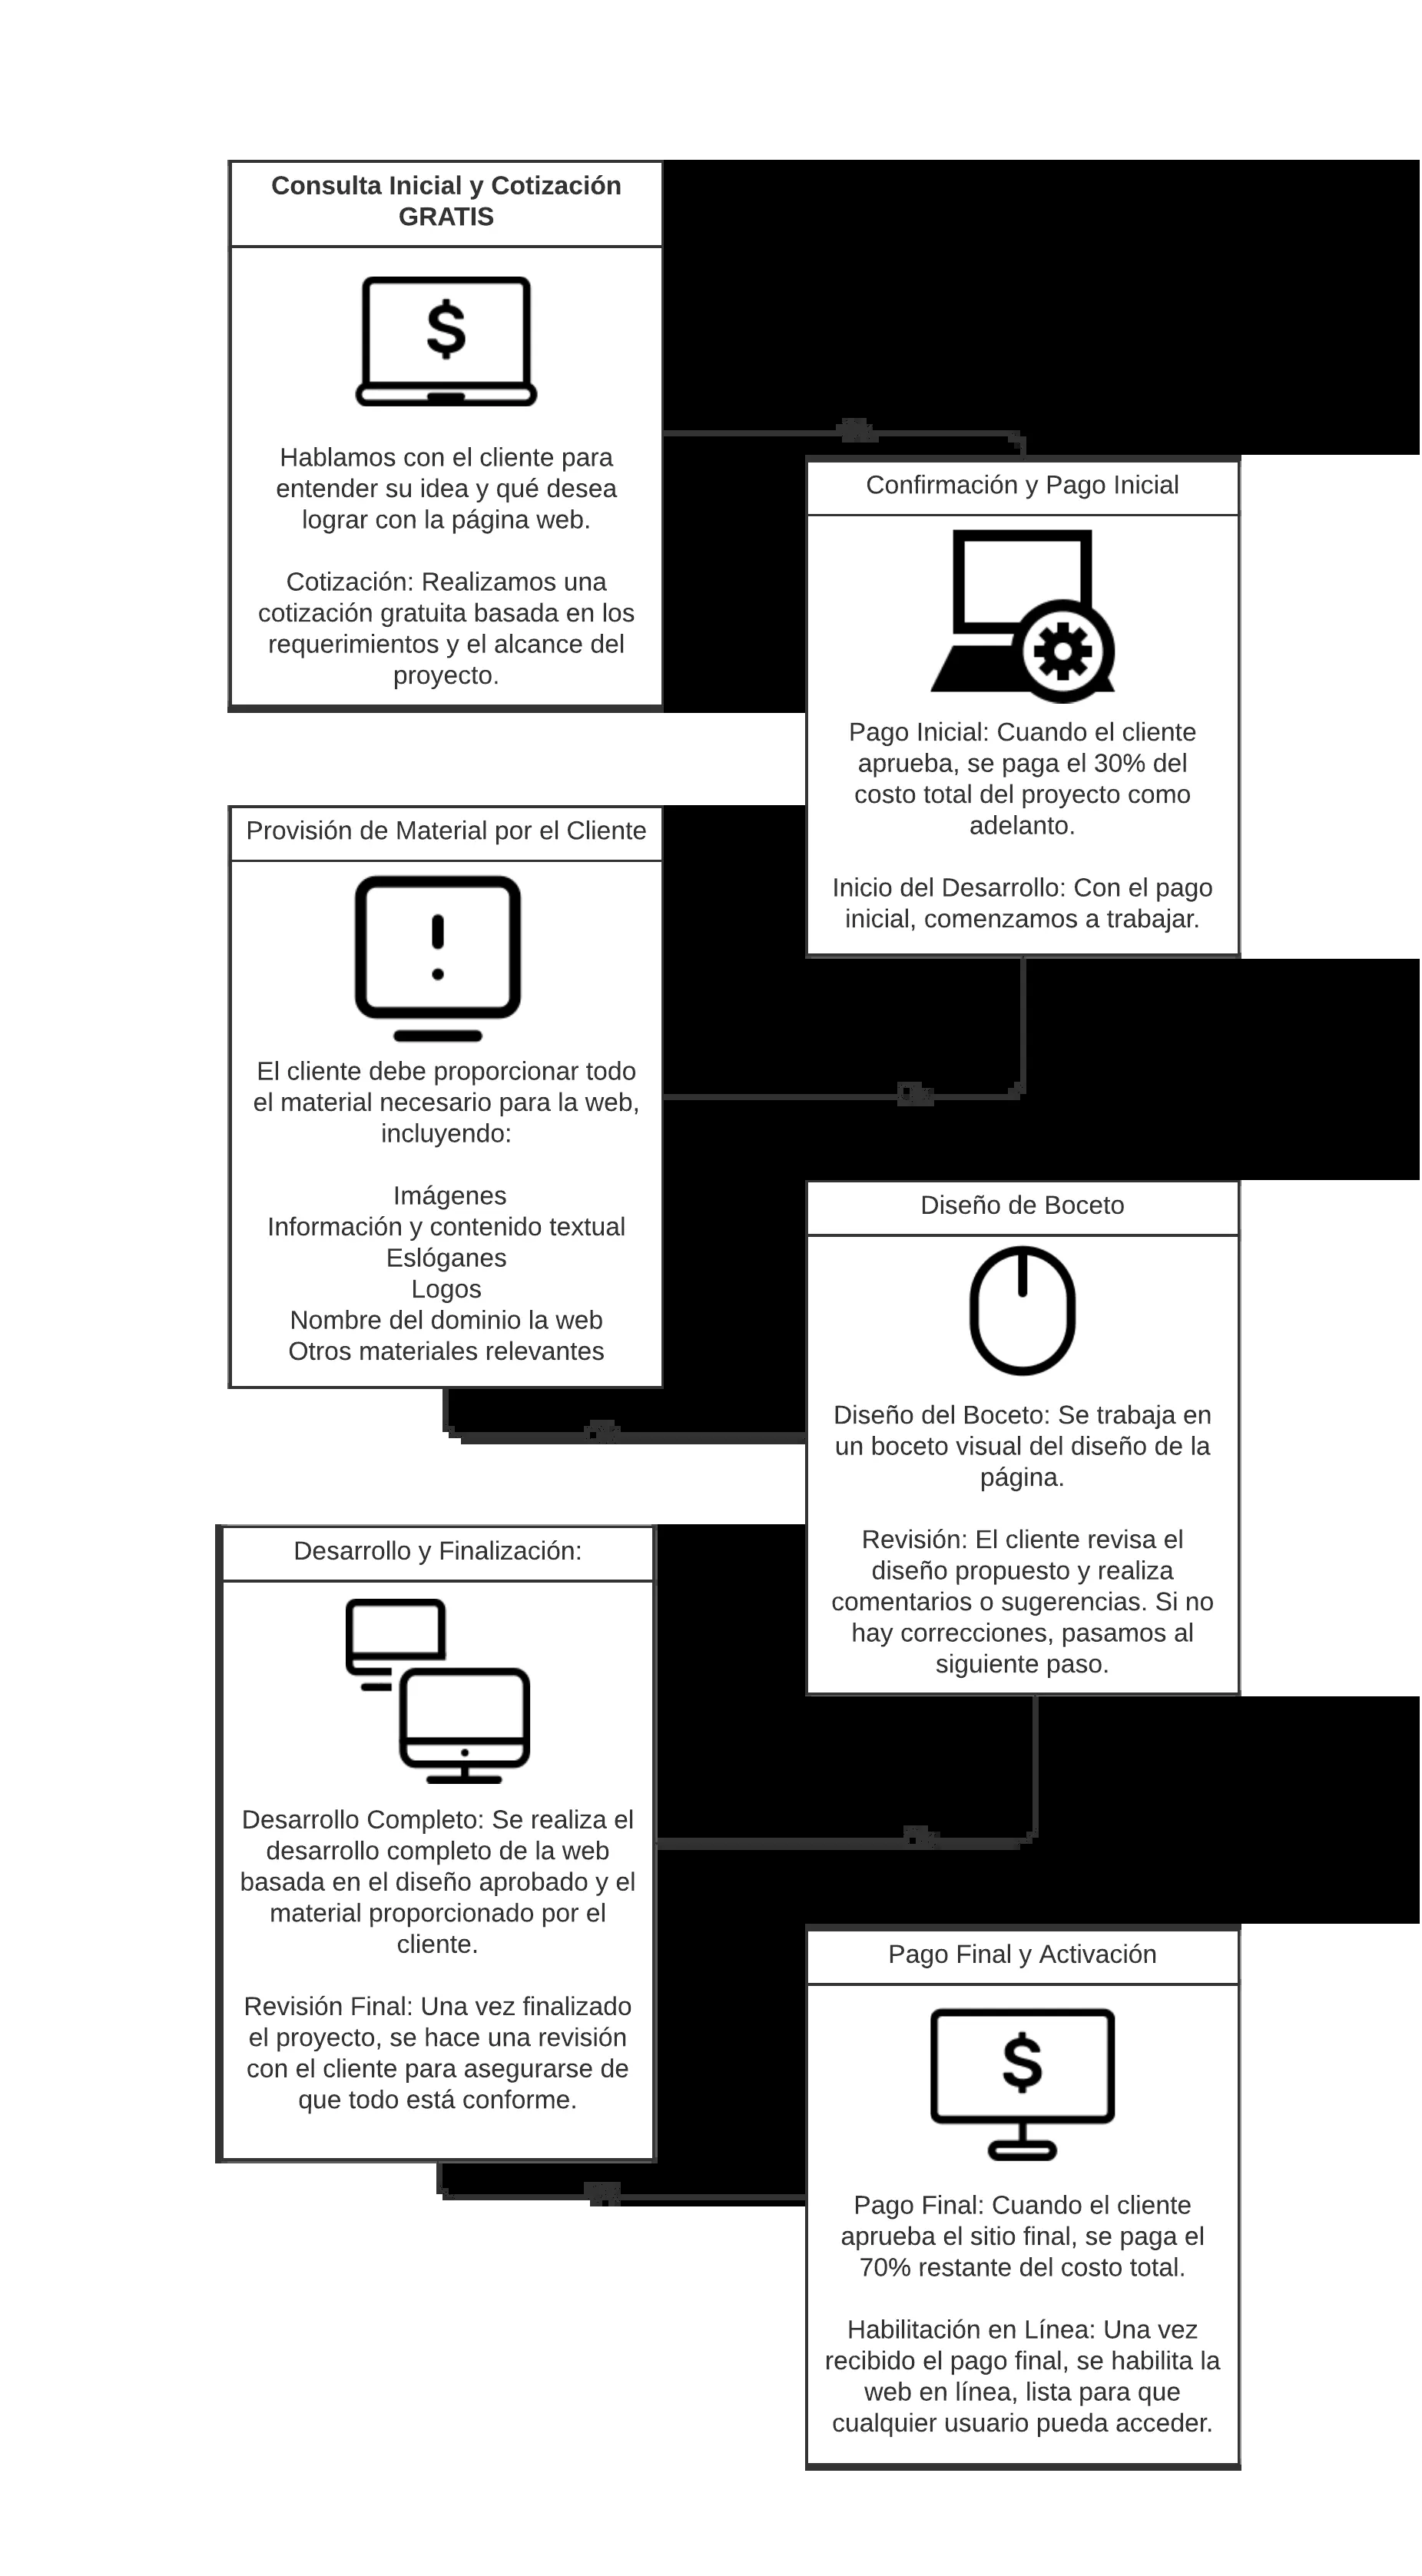 Consulta Inicial y Cotización
GRATIS
$
Hablamos con el cliente para
entender su idea y qué desea
lograr con la página web.
Cotización: Realizamos una
cotización gratuita basada en los
requerimientos y el alcance del
proyecto.
Confirmación y Pago Inicial
Pago Inicial: Cuando el cliente
aprueba, se paga el 30% del
costo total del proyecto como
adelanto.
Inicio del Desarrollo: Con el pago
inicial, comenzamos a trabajar.
Provisión de Material por el Cliente
!
El cliente debe proporcionar todo
el material necesario para la web,
incluyendo:
Imágenes
Información y contenido textual
Eslóganes
Logos
Nombre del dominio la web
Otros materiales relevantes
Diseño de Boceto
Diseño del Boceto: Se trabaja en
un boceto visual del diseño de la
página.
Revisión: El cliente revisa el
diseño propuesto y realiza
comentarios o sugerencias. Si no
hay correcciones, pasamos al
siguiente paso.
Desarrollo y Finalización:
Desarrollo Completo: Se realiza el
desarrollo completo de la web
basada en el diseño aprobado y el
material proporcionado por el
cliente.
Revisión Final: Una vez finalizado
el proyecto, se hace una revisión
con el cliente para asegurarse de
que todo está conforme.
Pago Final y Activación
$
Pago Final: Cuando el cliente
aprueba el sitio final, se paga el
70% restante del costo total.
Habilitación en Línea: Una vez
recibido el pago final, se habilita la
web en línea, lista para que
cualquier usuario pueda acceder.